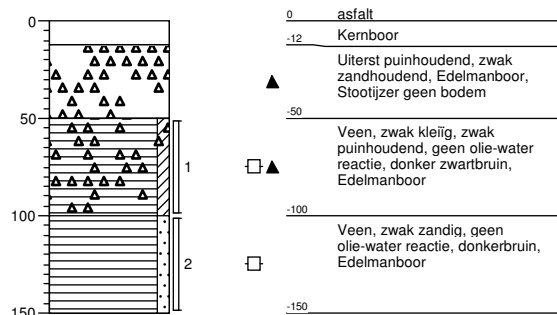 0
50
100
150
1
2
0
asfalt
-12
Kernboor
Uiterst puinhoudend, zwak
zandhoudend, Edelmanboor,
Stootijzer geen bodem
-50
Veen, zwak kleiïg, zwak
puinhoudend, geen olie-water
reactie, donker zwartbruin,
Edelmanboor
-100
Veen, zwak zandig, geen
olie-water reactie, donkerbruin,
Edelmanboor
-150